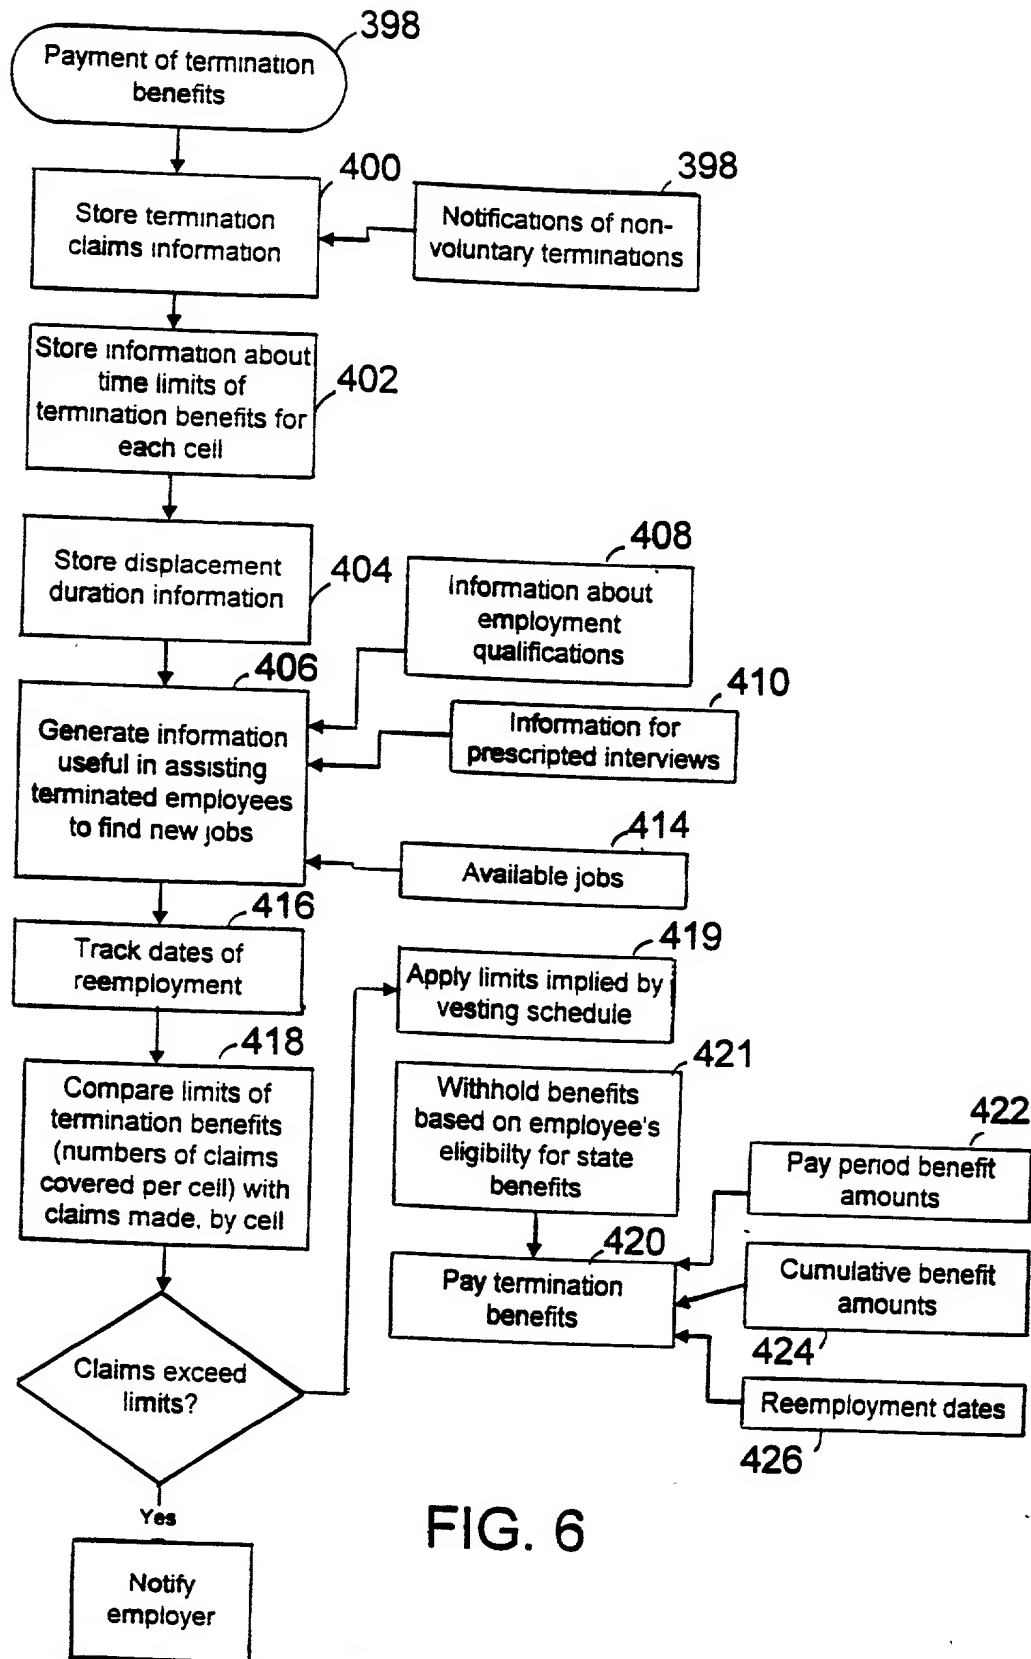 398
Payment of termination
benefits
400
Store termination
claims information
398
Notifications of non-
voluntary terminations
Store information about
time limits of
termination benefits for
each cell
402
Store displacement
duration information
404
408
Information about
employment
qualifications
406
Generate information
useful in assisting
terminated employees
to find new jobs
410
Information for
prescripted interviews
414
Available jobs
416
Track dates of
reemployment
419
Apply limits implied by
vesting schedule
418
Compare limits of
termination benefits
(numbers of claims
covered per cell) with
claims made, by cell
421
Withhold benefits
based on employee's
eligibilty for state
benefits
422
Pay period benefit
amounts
420
Pay termination
benefits
Cumulative benefit
amounts
424
Claims exceed
limits?
Reemployment dates
426
Yes
Notify
employer
FIG. 6